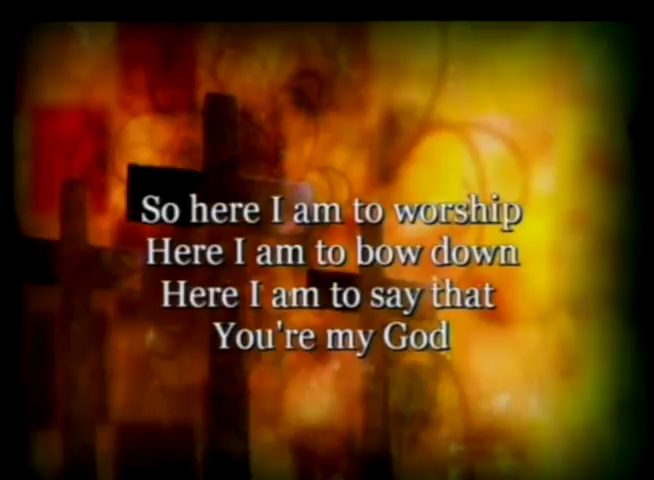 So here I am to worship
Here I am to bow down
Here I am to say that
You're my God